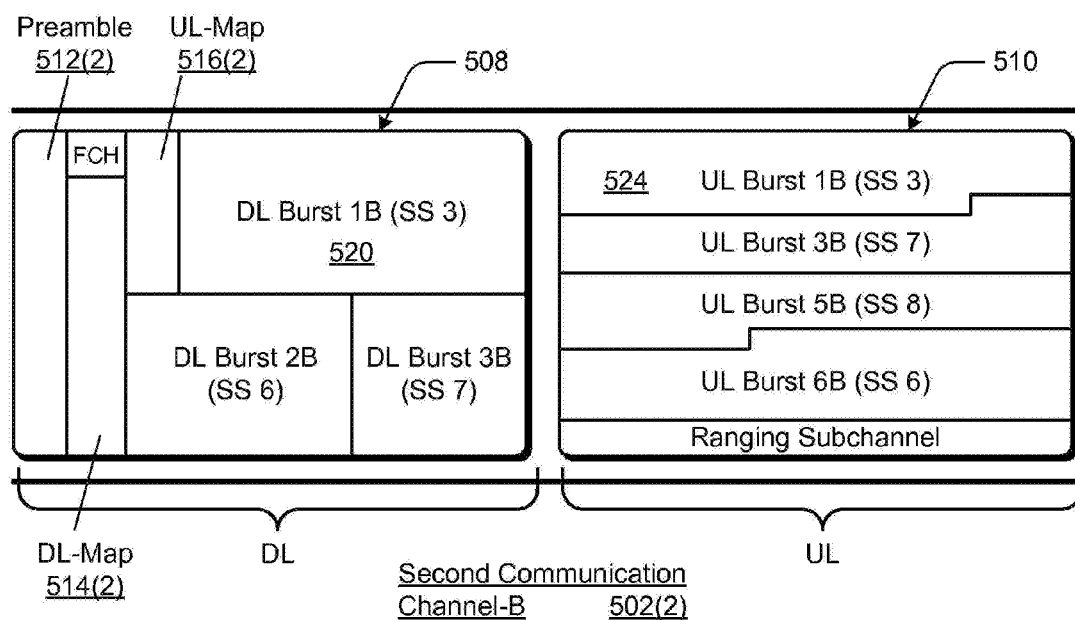 Preamble
512(2)
UL-Map
516(2)
508
510
FCH
DL Burst 1B (SS 3)
520
DL Burst 2B
(SS 6)
DL Burst 3B
(SS 7)
524
UL Burst 1B (SS 3)
UL Burst 3B (SS 7)
UL Burst 5B (SS 8)
UL Burst 6B (SS 6)
Ranging Subchannel
DL-Map
514(2)
DL
UL
Second Communication
Channel-B 502(2)